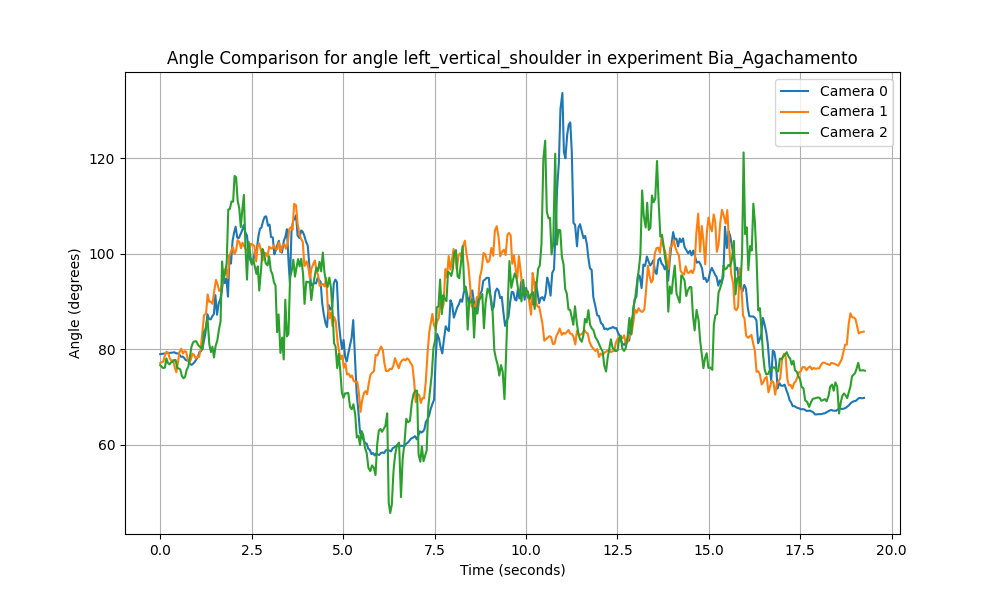 Angle Comparison for angle left_vertical_shoulder in experiment Bia_Agachamento
Camera 0
Camera 1
Camera 2
120
100
80
60
Angle (degrees)
0.0 2.5 5.0 7.5 10.0 12.5 15.0 17.5 20.0
Time (seconds)